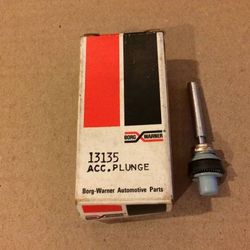 BORG WARNER
13135
ACC.PLUNGE
Borg-Warner Automotive Parts